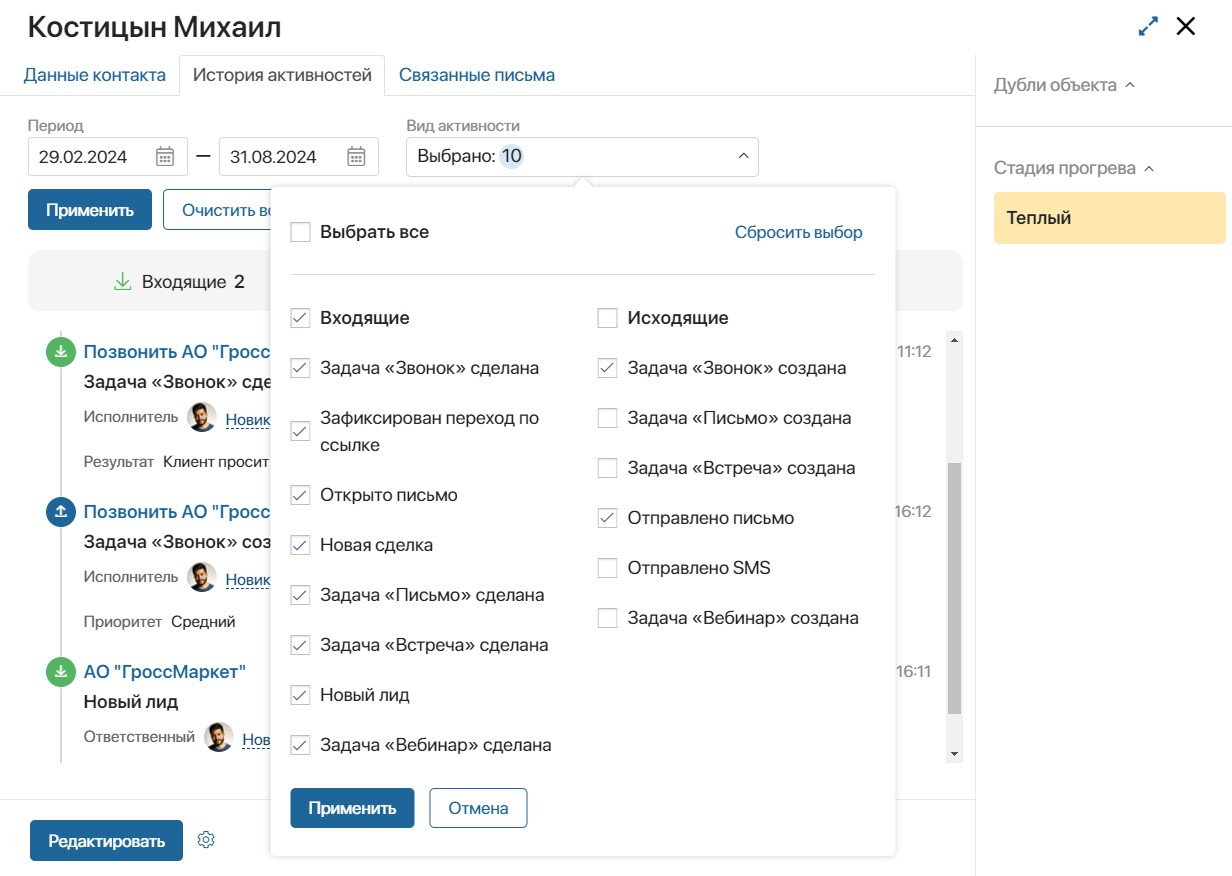 Костицын Михаил
Данные контакта
История активностей
Связанные письма
Дубли объекта
Период
Вид активности
29.02.2024 — 31.08.2024
Выбрано: 10
Стадия прогрева
Теплый
Применить
Очистить вс
Выбрать все
Сбросить выбор
Входящие 2
Входящие
Исходящие
Задача «Звонок» сделана
Задача «Звонок» создана
Зафиксирован переход по
ссылке
Задача «Письмо» создана
Задача «Встреча» создана
Открыто письмо
Отправлено письмо
Новая сделка
Отправлено SMS
Задача «Письмо» сделана
Задача «Вебинар» создана
Задача «Встреча» сделана
Новый лид
Задача «Вебинар» сделана
Применить
Отмена
Позвонить АО "Гросс
11:12
Задача «Звонок» сде
Исполнитель Новик
Результат Клиент просит
Позвонить АО "Гросс
16:12
Задача «Звонок» соз
Исполнитель Новик
Приоритет Средний
АО "ГроссМаркет"
16:11
Новый лид
Ответственный Нов
Редактировать